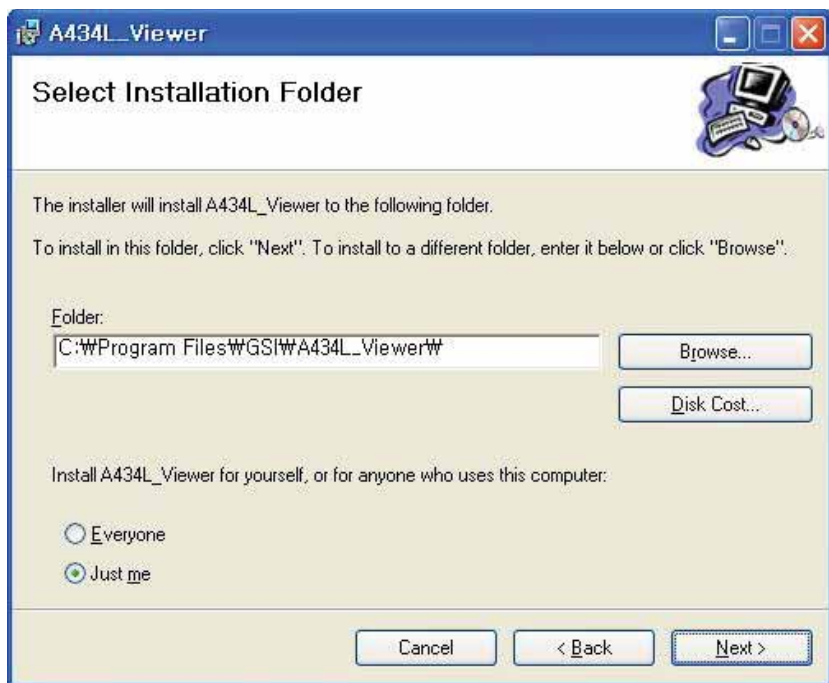 A434L_Viewer
Select Installation Folder
The installer will install A434L_Viewer to the following folder.
To install in this folder, click "Next". To install to a different folder, enter it below or click "Browse".
Folder:
C:₩Program Files₩GSI₩A434L_Viewer₩
Browse...
Disk Cost...
Install A434L_Viewer for yourself, or for anyone who uses this computer:
Everyone
Just me
Cancel
< Back
Next >